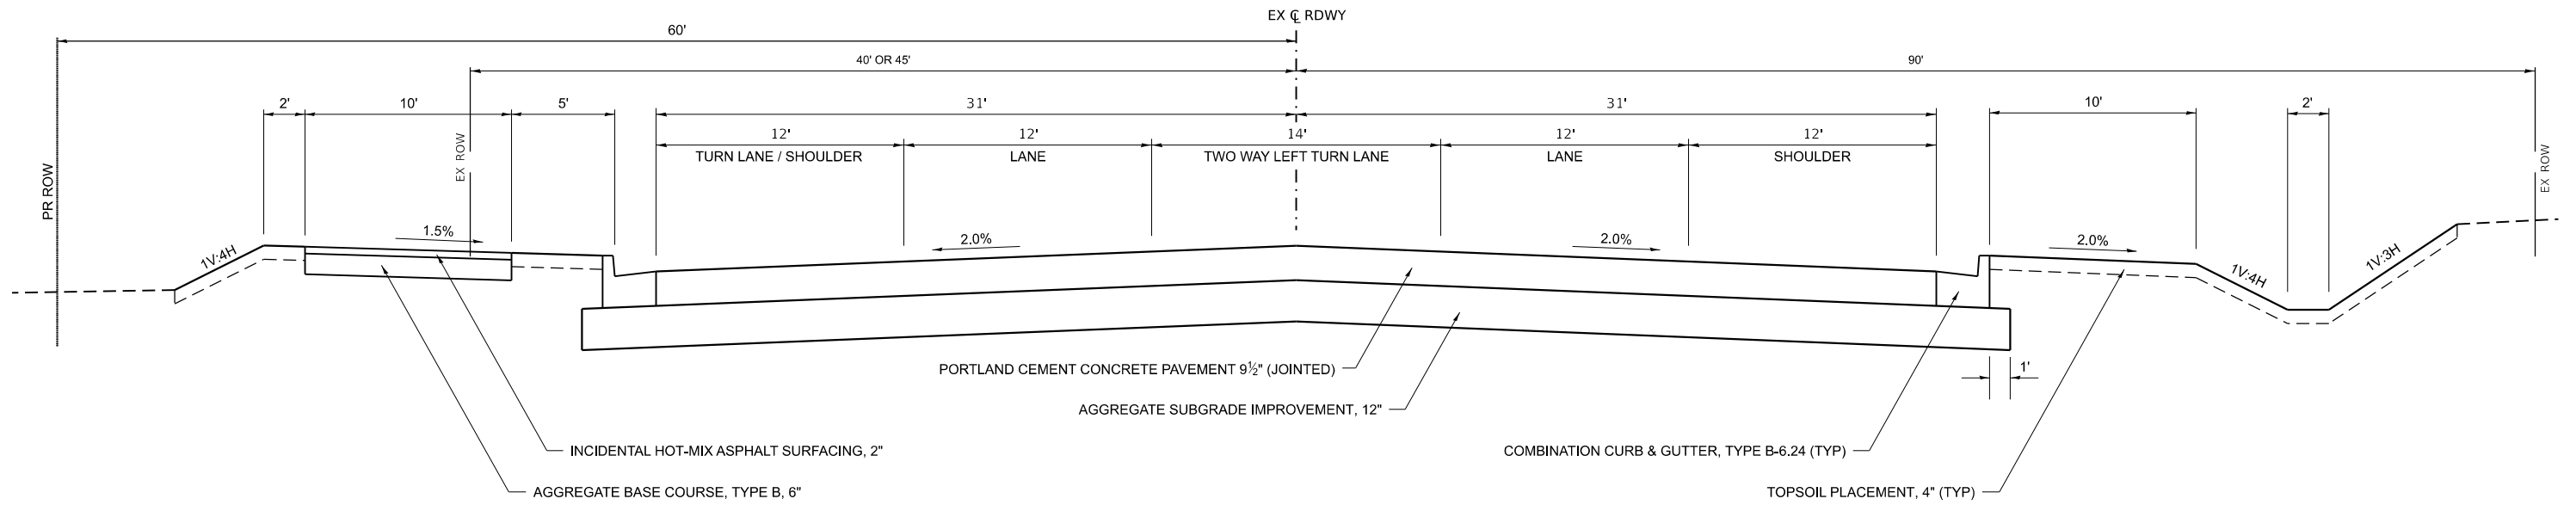 EX ℄ RDWY
60'
40' OR 45'
90'
2'
10'
5'
31'
31'
10'
2'
12'
12'
14'
12'
12'
TURN LANE / SHOULDER
LANE
TWO WAY LEFT TURN LANE
LANE
SHOULDER
PR ROW
EX ROW
EX ROW
1V:4H
1.5%
2.0%
2.0%
2.0%
1V:4H
1V:3H
PORTLAND CEMENT CONCRETE PAVEMENT 9½" (JOINTED)
1'
AGGREGATE SUBGRADE IMPROVEMENT, 12"
INCIDENTAL HOT-MIX ASPHALT SURFACING, 2"
COMBINATION CURB & GUTTER, TYPE B-6.24 (TYP)
AGGREGATE BASE COURSE, TYPE B, 6"
TOPSOIL PLACEMENT, 4" (TYP)